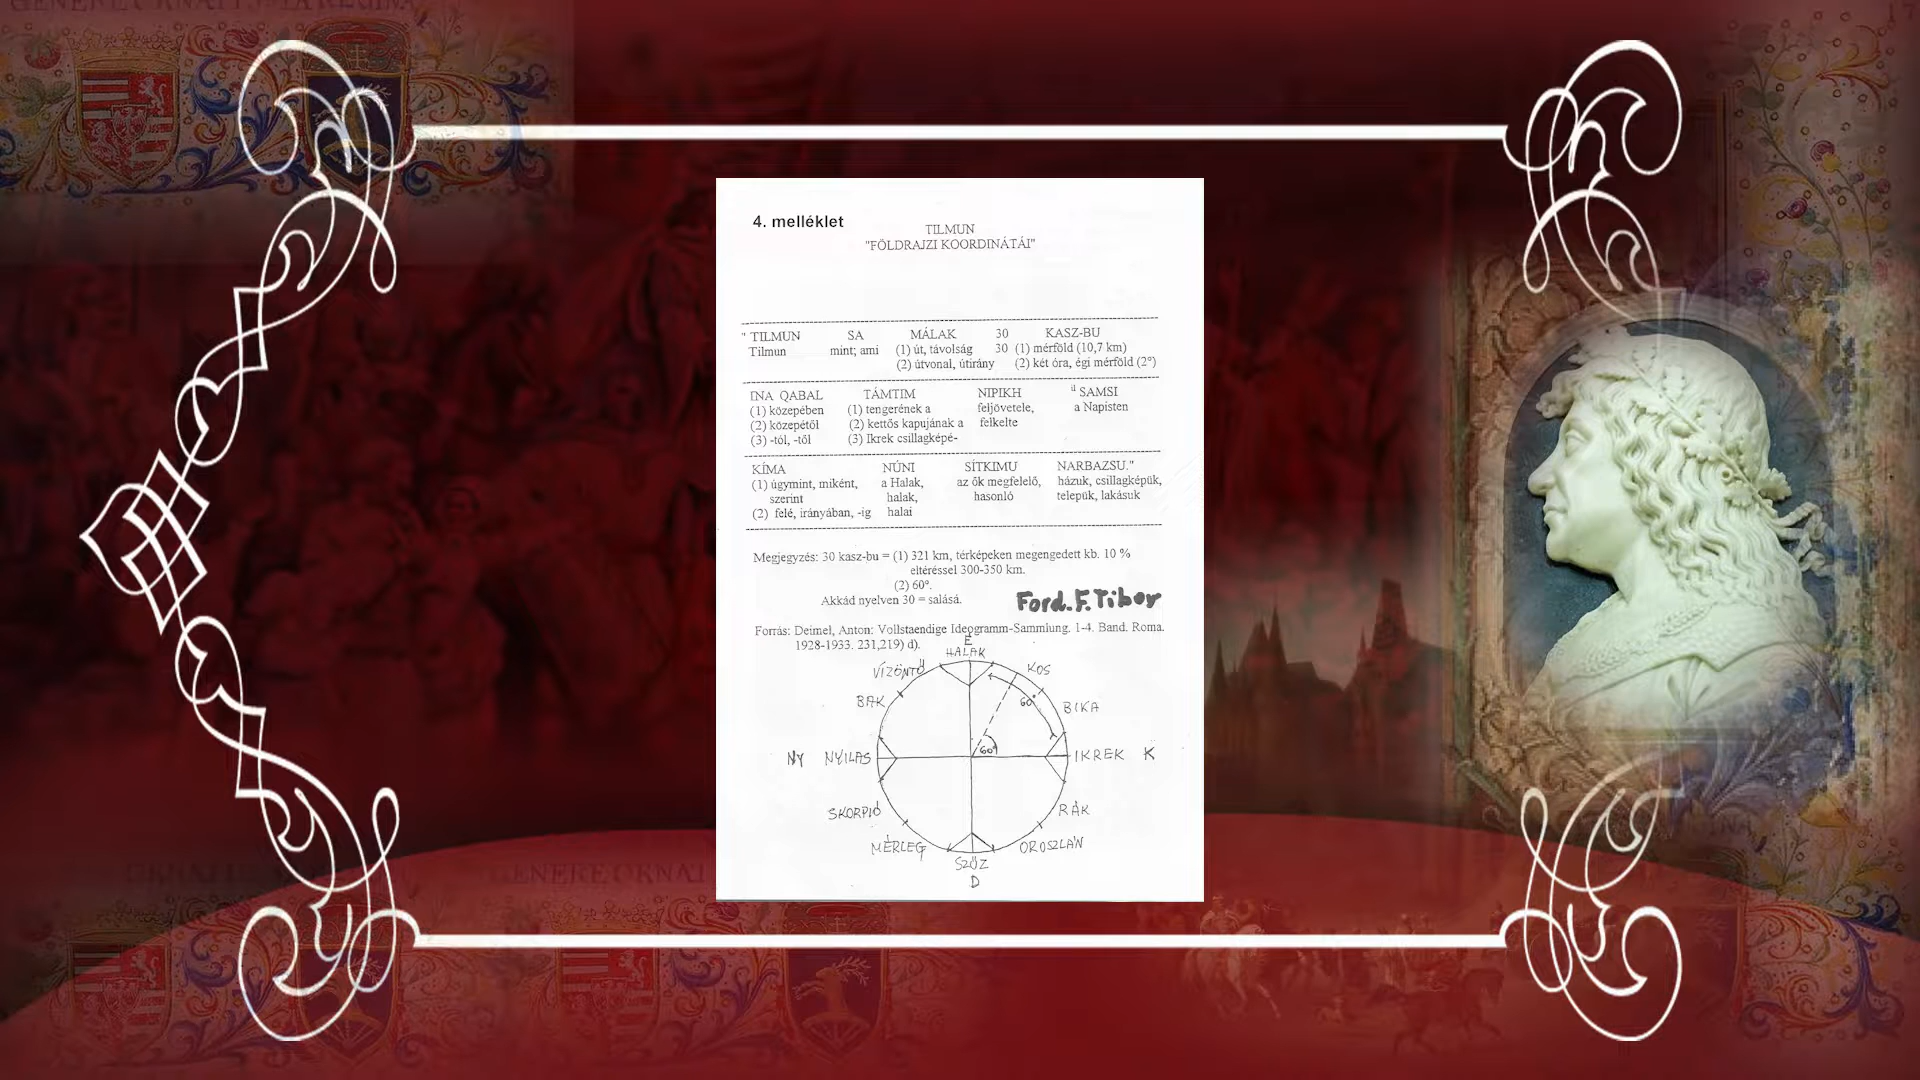 4. melléklet
TILMUN
"FÖLDRAJZI KOORDINÁTÁI"
" TILMUN SA MÁLAK 30 KASZ-BU
Tilmun mint; ami (1) út, távolság 30 (1) mérföld (10,7 km)
(2) útvonal, útirány (2) két óra, égi mérföld (2°)
INA QABAL TÁMTIM NIPIKH il SAMSI
(1) közepében (1) tengerének a feljövetele, a Napisten
(2) közepétől (2) kettős kapujának a felkelte
(3) -tól, -től (3) Ikrek csillagképé-
KÍMA NÚNI SÍTKIMU NARBAZSU."
(1) úgymint, miként, a Halak, az ők megfelelő, házuk, csillagképük,
szerint halak, hasonló telepük, lakásuk
(2) felé, irányában, -ig halai
Megjegyzés: 30 kasz-bu = (1) 321 km, térképeken megengedett kb. 10 %
eltéréssel 300-350 km.
(2) 60°.
Akkád nyelven 30 = salásá.
Ford. F. Tibor
Forrás: Deimel, Anton: Vollstaendige Ideogramm-Sammlung. 1-4. Band. Roma.
1928-1933. 231,219) d).
É
HALAK
VÍZÖNTŐ KOS
BAK 60° BIKA
60°
NY NYILAS IKREK K
SKORPIÓ RÁK
MÉRLEG OROSZLÁN
SZŰZ
D